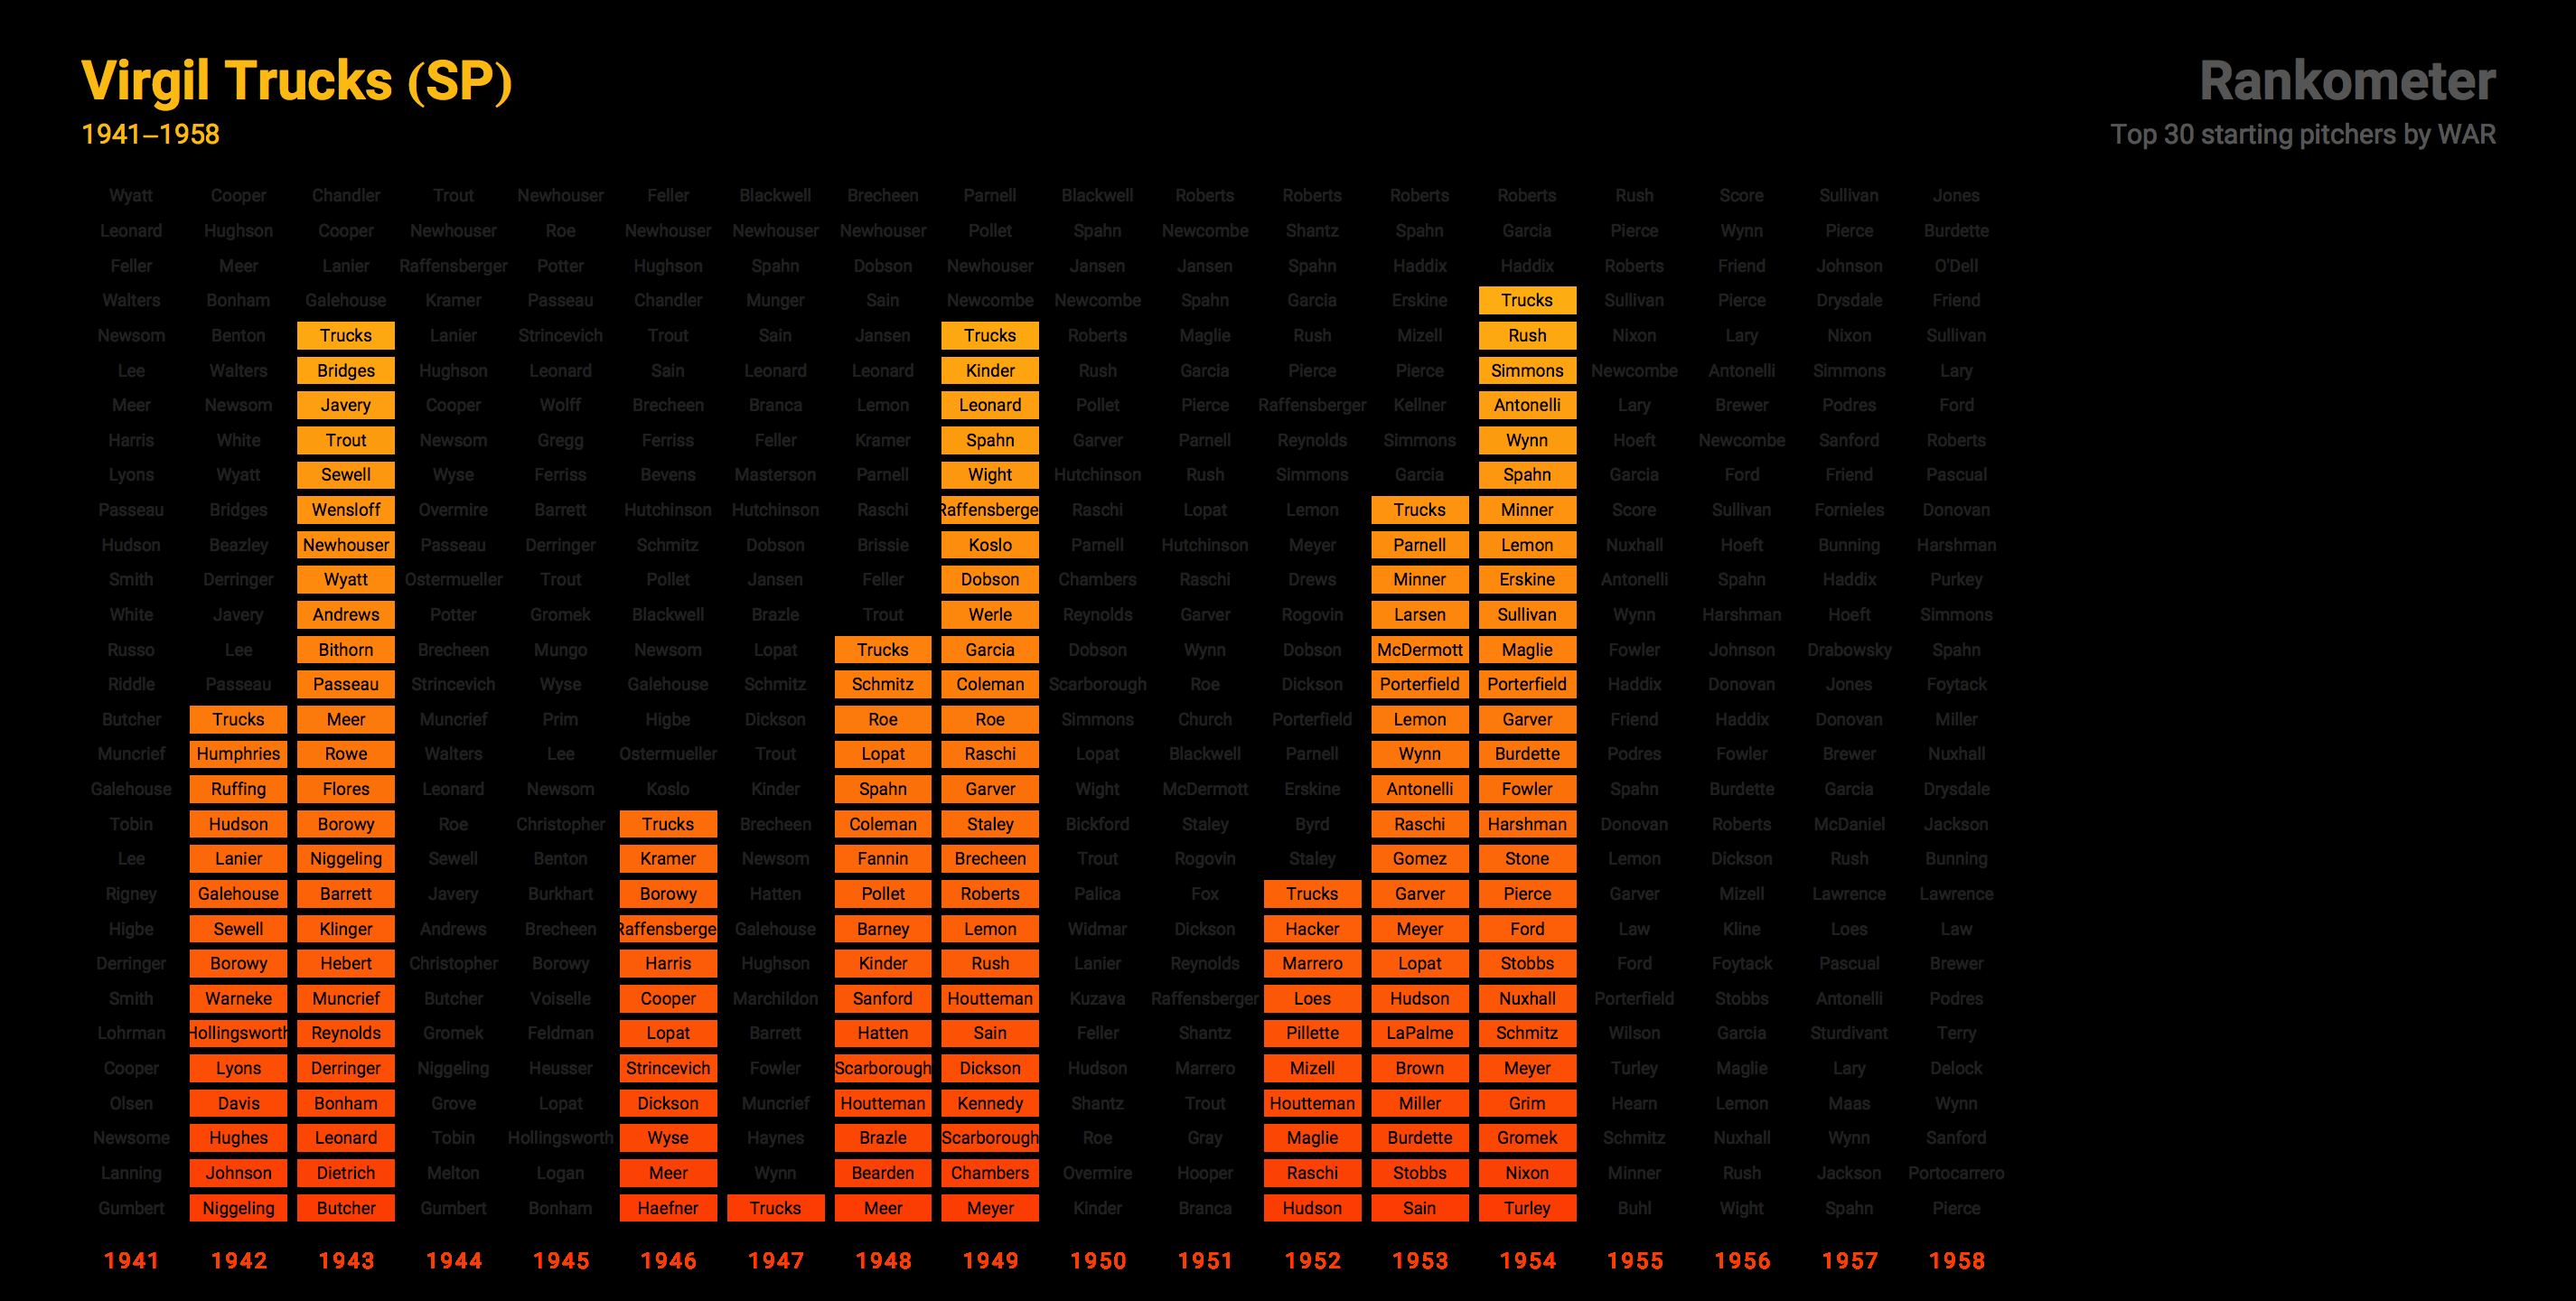 Virgil Trucks (SP)
1941–1958
Rankometer
Top 30 starting pitchers by WAR
Wyatt Cooper Chandler Trout Newhouser Feller Blackwell Brecheen Parnell Blackwell Roberts Roberts Roberts Roberts Rush Score Sullivan Jones
Leonard Hughson Cooper Newhouser Roe Newhouser Newhouser Newhouser Pollet Spahn Newcombe Shantz Spahn Garcia Pierce Wynn Pierce Burdette
Feller Meer Lanier Raffensberger Potter Hughson Spahn Dobson Newhouser Jansen Jansen Spahn Haddix Haddix Roberts Friend Johnson O'Dell
Walters Bonham Galehouse Kramer Passeau Chandler Munger Sain Newcombe Newcombe Spahn Garcia Erskine Trucks Sullivan Pierce Drysdale Friend
Newsom Benton Trucks Lanier Strincevich Trout Sain Jansen Trucks Roberts Maglie Rush Mizell Rush Nixon Lary Nixon Sullivan
Lee Walters Bridges Hughson Leonard Sain Leonard Leonard Kinder Rush Garcia Pierce Pierce Simmons Newcombe Antonelli Simmons Lary
Meer Newsom Javery Cooper Wolff Brecheen Branca Lemon Leonard Pollet Pierce Raffensberger Kellner Antonelli Lary Brewer Podres Ford
Harris White Trout Newsom Gregg Ferriss Feller Kramer Spahn Garver Parnell Reynolds Simmons Wynn Hoeft Newcombe Sanford Roberts
Lyons Wyatt Sewell Wyse Ferriss Bevens Masterson Parnell Wight Hutchinson Rush Simmons Garcia Spahn Garcia Ford Friend Pascual
Passeau Bridges Wensloff Overmire Barrett Hutchinson Hutchinson Raschi Raffensberge Raschi Lopat Lemon Trucks Minner Score Sullivan Fornieles Donovan
Hudson Beazley Newhouser Passeau Derringer Schmitz Dobson Brissie Koslo Parnell Hutchinson Meyer Parnell Lemon Nuxhall Hoeft Bunning Harshman
Smith Derringer Wyatt Ostermueller Trout Pollet Jansen Feller Dobson Chambers Raschi Drews Minner Erskine Antonelli Spahn Haddix Purkey
White Javery Andrews Potter Gromek Blackwell Brazle Trout Werle Reynolds Garver Rogovin Larsen Sullivan Wynn Harshman Hoeft Simmons
Russo Lee Bithorn Brecheen Mungo Newsom Lopat Trucks Garcia Dobson Wynn Dobson McDermott Maglie Fowler Johnson Drabowsky Spahn
Riddle Passeau Passeau Strincevich Wyse Galehouse Schmitz Schmitz Coleman Scarborough Roe Dickson Porterfield Porterfield Haddix Donovan Jones Foytack
Butcher Trucks Meer Muncrief Prim Higbe Dickson Roe Roe Simmons Church Porterfield Lemon Garver Friend Haddix Donovan Miller
Muncrief Humphries Rowe Walters Lee Ostermueller Trout Lopat Raschi Lopat Blackwell Parnell Wynn Burdette Podres Fowler Brewer Nuxhall
Galehouse Ruffing Flores Leonard Newsom Koslo Kinder Spahn Garver Wight McDermott Erskine Antonelli Fowler Spahn Burdette Garcia Drysdale
Tobin Hudson Borowy Roe Christopher Trucks Brecheen Coleman Staley Bickford Staley Byrd Raschi Harshman Donovan Roberts McDaniel Jackson
Lee Lanier Niggeling Sewell Benton Kramer Newsom Fannin Brecheen Trout Rogovin Staley Gomez Stone Lemon Dickson Rush Bunning
Rigney Galehouse Barrett Javery Burkhart Borowy Hatten Pollet Roberts Palica Fox Trucks Garver Pierce Garver Mizell Lawrence Lawrence
Higbe Sewell Klinger Andrews Brecheen Raffensberge Galehouse Barney Lemon Widmar Dickson Hacker Meyer Ford Law Kline Loes Law
Derringer Borowy Hebert Christopher Borowy Harris Hughson Kinder Rush Lanier Reynolds Marrero Lopat Stobbs Ford Foytack Pascual Brewer
Smith Warneke Muncrief Butcher Voiselle Cooper Marchildon Sanford Houtteman Kuzava Raffensberger Loes Hudson Nuxhall Porterfield Stobbs Antonelli Podres
Lohrman Hollingsworth Reynolds Gromek Feldman Lopat Barrett Hatten Sain Feller Shantz Pillette LaPalme Schmitz Wilson Garcia Sturdivant Terry
Cooper Lyons Derringer Niggeling Heusser Strincevich Fowler Scarborough Dickson Hudson Marrero Mizell Brown Meyer Turley Maglie Lary Delock
Olsen Davis Bonham Grove Lopat Dickson Muncrief Houtteman Kennedy Shantz Trout Houtteman Miller Grim Hearn Lemon Maas Wynn
Newsome Hughes Leonard Tobin Hollingsworth Wyse Haynes Brazle Scarborough Roe Gray Maglie Burdette Gromek Schmitz Nuxhall Wynn Sanford
Lanning Johnson Dietrich Melton Logan Meer Wynn Bearden Chambers Overmire Hooper Raschi Stobbs Nixon Minner Rush Jackson Portocarrero
Gumbert Niggeling Butcher Gumbert Bonham Haefner Trucks Meer Meyer Kinder Branca Hudson Sain Turley Buhl Wight Spahn Pierce
1941 1942 1943 1944 1945 1946 1947 1948 1949 1950 1951 1952 1953 1954 1955 1956 1957 1958